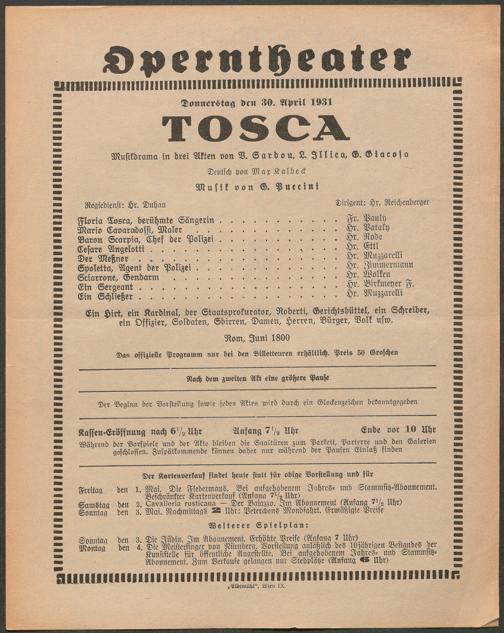 Operntheater
Donnerstag den 30. April 1931
TOSCA
Musikdrama in drei Akten von V. Sardou, L. Illica, G. Giacosa
Deutsch von Max Kalbeck
Musik von G. Puccini
Regiedienst: Hr. Duhan Dirigent: Hr. Reichenberger
Floria Tosca, berühmte Sängerin . . . . . . . . . . . . Fr. Pauly
Mario Cavaradossi, Maler . . . . . . . . . . . . Hr. Pataky
Baron Scarpia, Chef der Polizei . . . . . . . . . . . . Hr. Rode
Cesare Angelotti . . . . . . . . . . . . Hr. Ettl
Der Meßner . . . . . . . . . . . . Hr. Muzzarelli
Spoletta, Agent der Polizei . . . . . . . . . . . . Hr. Zimmermann
Sciarrone, Gendarm . . . . . . . . . . . . Hr. Wolken
Ein Sergeant . . . . . . . . . . . . Hr. Birkmeyer F.
Ein Schließer . . . . . . . . . . . . Hr. Muzzarelli
Ein Hirt, ein Kardinal, der Staatsprokurator, Roberti, Gerichtsbüttel, ein Schreiber,
ein Offizier, Soldaten, Sbirren, Damen, Herren, Bürger, Volk usw.
Rom, Juni 1800
Das offizielle Programm nur bei den Billetteuren erhältlich. Preis 50 Groschen
Nach dem zweiten Akt eine größere Pause
Der Beginn der Vorstellung sowie jedes Aktes wird durch ein Glockenzeichen bekanntgegeben
Kassen-Eröffnung nach 6½ Uhr Anfang 7½ Uhr Ende vor 10 Uhr
Während der Vorspiele und der Akte bleiben die Saaltüren zum Parkett, Parterre und den Galerien
geschlossen. Zuspätkommende können daher nur während der Pausen Einlaß finden
Der Kartenverkauf findet heute statt für obige Vorstellung und für
Freitag den 1. Mai. Die Fledermaus. Bei aufgehobenem Jahres- und Stammsitz-Abonnement.
Beschränkter Kartenverkauf (Anfang 7½ Uhr)
Samstag den 2. Cavalleria rusticana — Der Bajazzo. Im Abonnement (Anfang 7½ Uhr)
Sonntag den 3. Mai. Nachmittags 2 Uhr: Peterchens Mondfahrt. Ermäßigte Preise
Weiterer Spielplan:
Sonntag den 3. Die Jüdin. Im Abonnement. Erhöhte Preise (Anfang 7 Uhr)
Montag den 4. Die Meistersinger von Nürnberg. Vorstellung anläßlich des 10jährigen Bestandes der
Kunststelle für öffentliche Angestellte. Bei aufgehobenem Jahres- und Stammsitz-
Abonnement. Zum Verkaufe gelangen nur Stehplätze (Anfang 6 Uhr)
„Elbemühl", Wien IX.